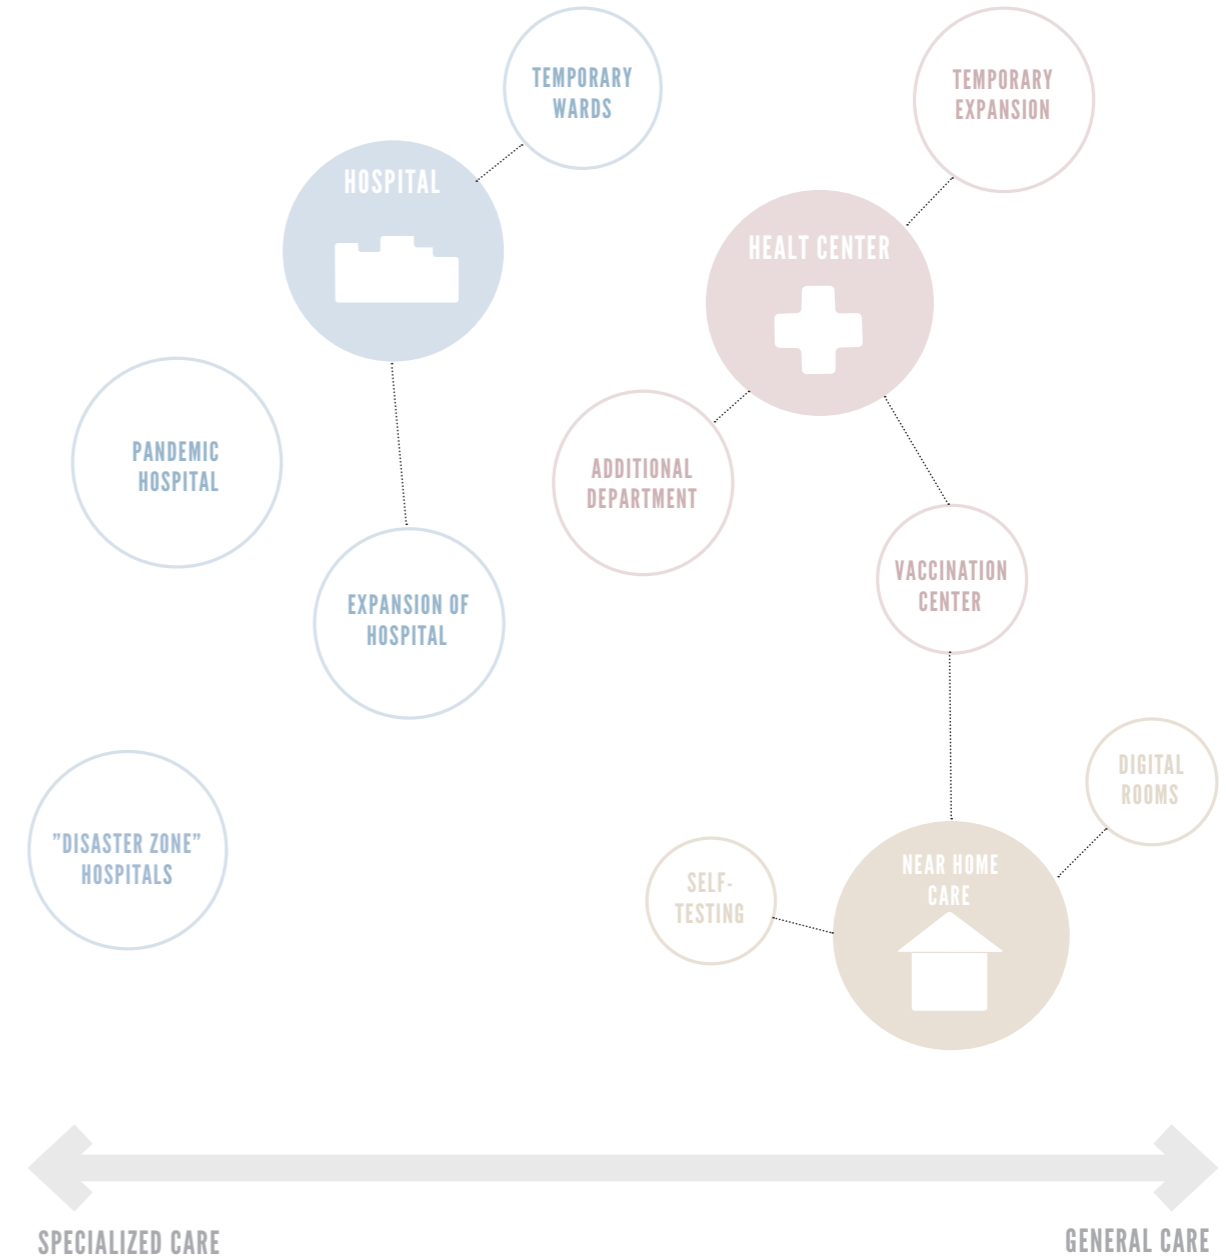 TEMPORARY
WARDS
TEMPORARY
EXPANSION
HOSPITAL
HEALT CENTER
PANDEMIC
HOSPITAL
ADDITIONAL
DEPARTMENT
EXPANSION OF
HOSPITAL
VACCINATION
CENTER
"DISASTER ZONE"
HOSPITALS
DIGITAL
ROOMS
SELF-
TESTING
NEAR HOME
CARE
SPECIALIZED CARE
GENERAL CARE